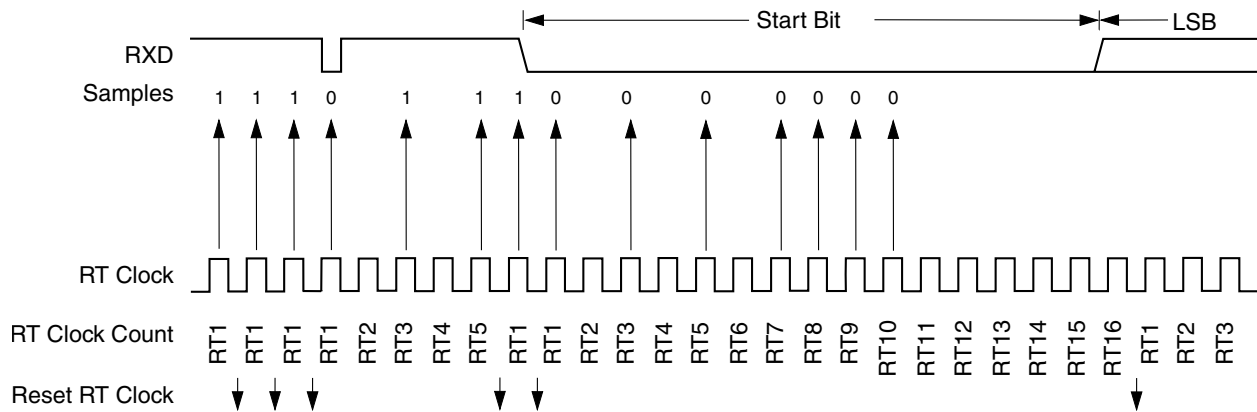 Start Bit LSB
RXD
Samples 1 1 1 0 1 1 1 0 0 0 0 0 0 0
RT Clock
RT Clock Count RT1 RT1 RT1 RT1 RT2 RT3 RT4 RT5 RT1 RT1 RT2 RT3 RT4 RT5 RT6 RT7 RT8 RT9 RT10 RT11 RT12 RT13 RT14 RT15 RT16 RT1 RT2 RT3
Reset RT Clock